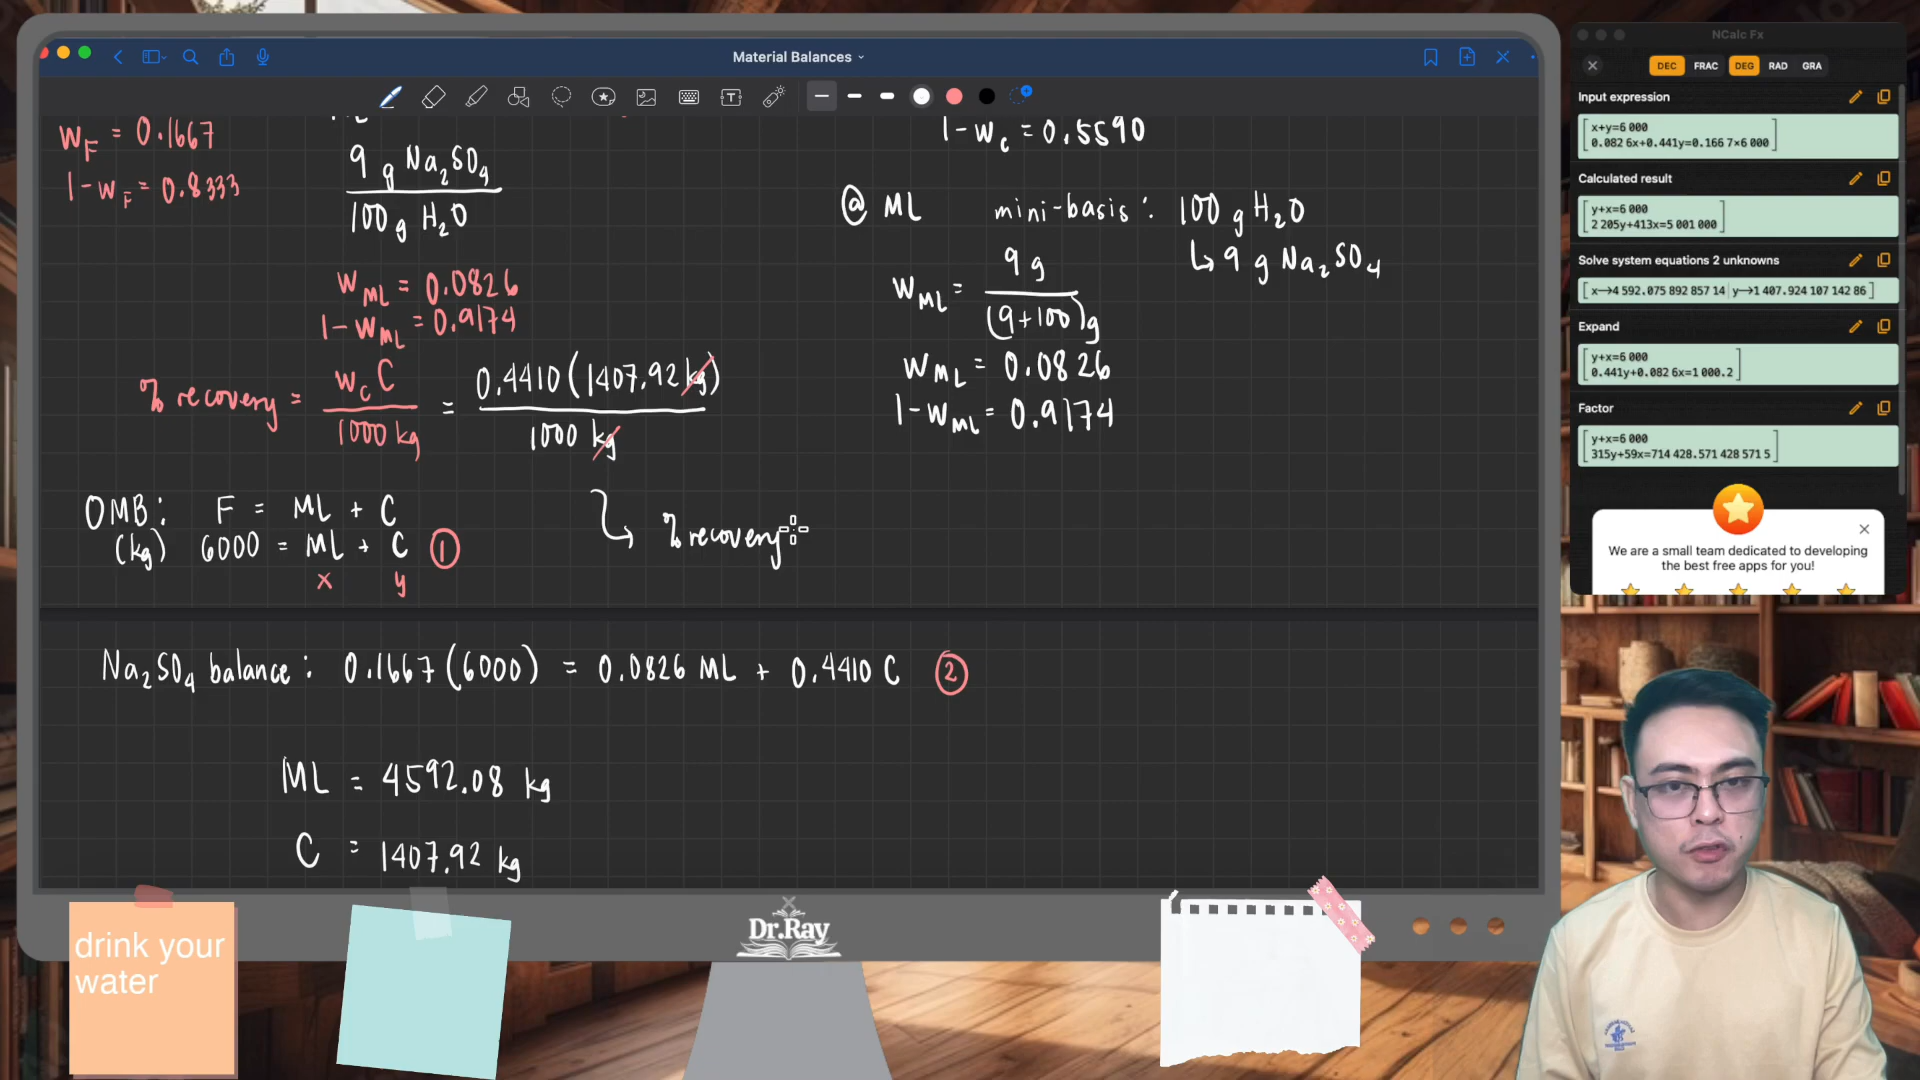 Material Balances
w_F = 0.1667
1-w_F = 0.8333
9 g Na₂SO₄
100 g H₂O
w_ML = 0.0826
1-w_ML = 0.9174
% recovery = w_c C / 1000 kg = 0.4410 (1407.92 kg) / 1000 kg
OMB: F = ML + C
(kg) 6000 = ML + C ①
x y
% recovery
1-w_c = 0.5590
@ ML mini-basis: 100 g H₂O
↳ 9 g Na₂SO₄
w_ML = 9 g / (9+100) g
w_ML = 0.0826
1-w_ML = 0.9174
Na₂SO₄ balance: 0.1667 (6000) = 0.0826 ML + 0.4410 C ②
ML = 4592.08 kg
C = 1407.92 kg
NCalc Fx
DEC FRAC DEG RAD GRA
Input expression
x+y=6 000
0.082 6x+0.441y=0.166 7×6 000
Calculated result
y+x=6 000
2 205y+413x=5 001 000
Solve system equations 2 unknowns
x→4 592.075 892 857 14 y→1 407.924 107 142 86
Expand
y+x=6 000
0.441y+0.082 6x=1 000.2
Factor
y+x=6 000
315y+59x=714 428.571 428 571 5
We are a small team dedicated to developing
the best free apps for you!
drink your
water
Dr.Ray